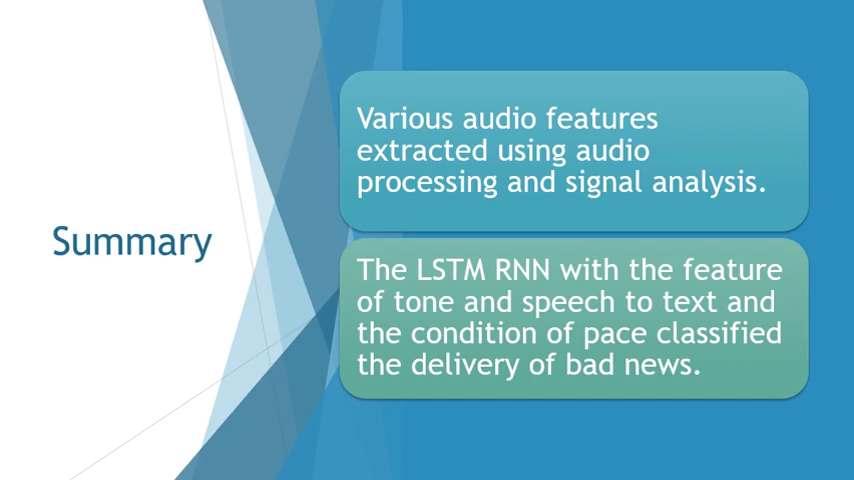 Summary
Various audio features
extracted using audio
processing and signal analysis.
The LSTM RNN with the feature
of tone and speech to text and
the condition of pace classified
the delivery of bad news.